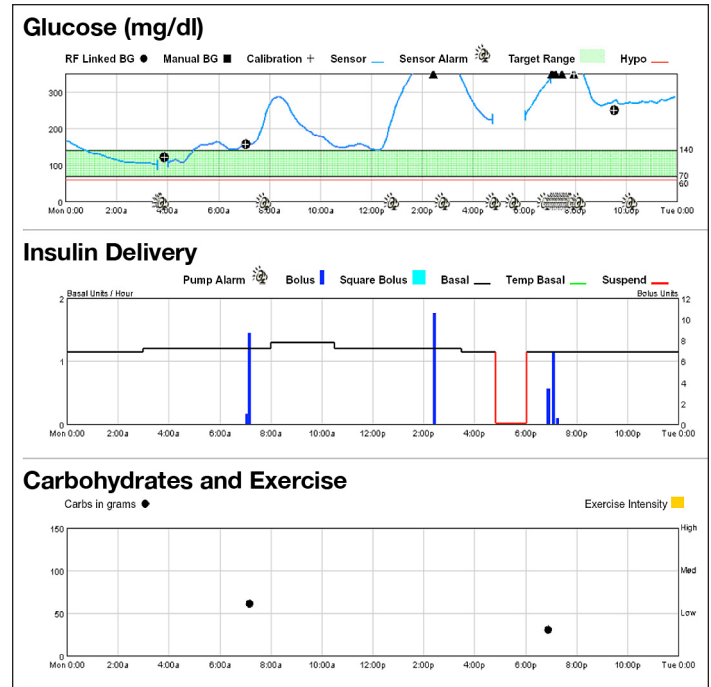 Glucose (mg/dl)
RF Linked BG Manual BG Calibration Sensor Sensor Alarm Target Range Hypo
300
200
140
100
70
60
0
Mon 0:00 2:00a 4:00a 6:00a 8:00a 10:00a 12:00p 2:00p 4:00p 6:00p 8:00p 10:00p Tue 0:00
Insulin Delivery
Pump Alarm Bolus Square Bolus Basal Temp Basal Suspend
Basal Units / Hour Bolus Units
2 12
10
8
1
6
4
2
0 0
Mon 0:00 2:00a 4:00a 6:00a 8:00a 10:00a 12:00p 2:00p 4:00p 6:00p 8:00p 10:00p Tue 0:00
Carbohydrates and Exercise
Carbs in grams Exercise Intensity
150 High
100 Med
50 Low
0
Mon 0:00 2:00a 4:00a 6:00a 8:00a 10:00a 12:00p 2:00p 4:00p 6:00p 8:00p 10:00p Tue 0:00